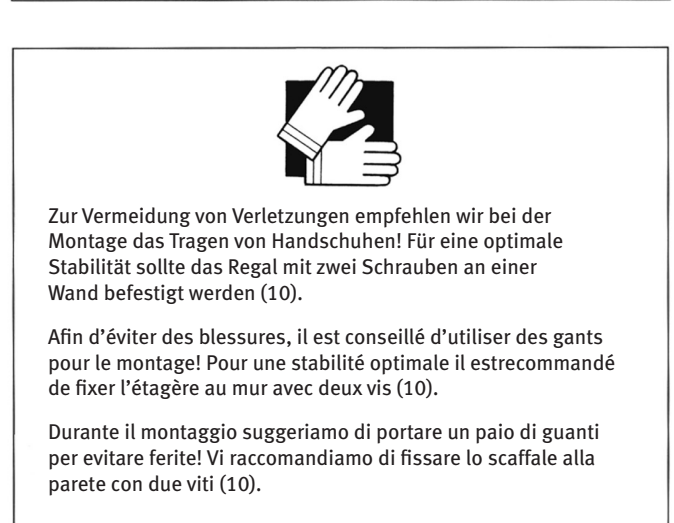 Zur Vermeidung von Verletzungen empfehlen wir bei der
Montage das Tragen von Handschuhen! Für eine optimale
Stabilität sollte das Regal mit zwei Schrauben an einer
Wand befestigt werden (10).
Afin d’éviter des blessures, il est conseillé d’utiliser des gants
pour le montage! Pour une stabilité optimale il estrecommandé
de fixer l’étagère au mur avec deux vis (10).
Durante il montaggio suggeriamo di portare un paio di guanti
per evitare ferite! Vi raccomandiamo di fissare lo scaffale alla
parete con due viti (10).